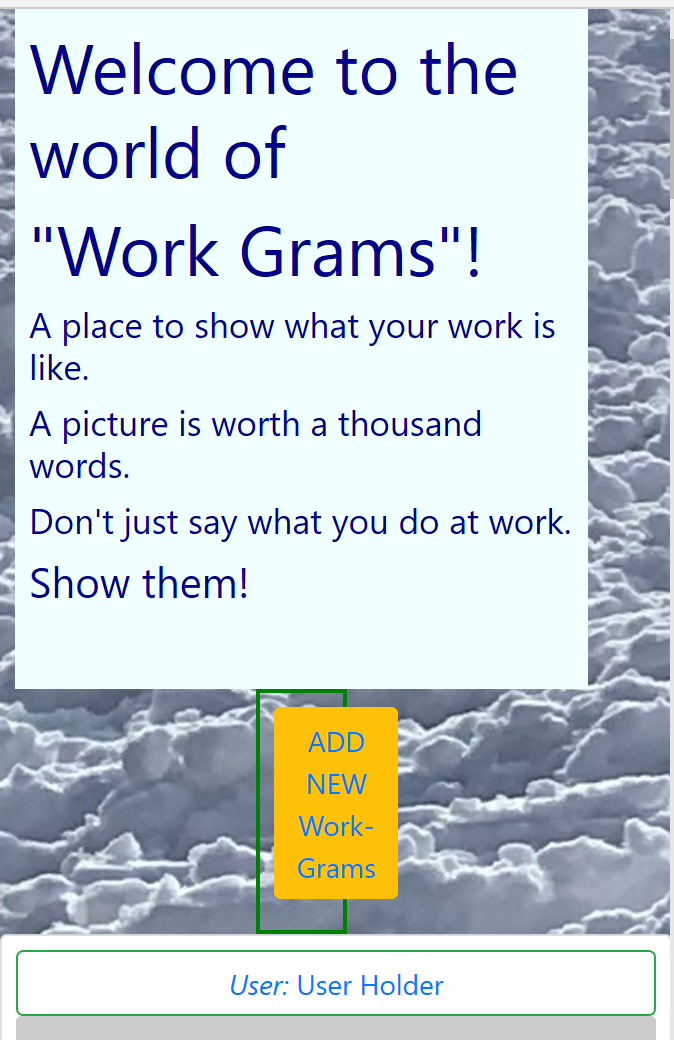 Welcome to the
world of
"Work Grams"!
A place to show what your work is
like.
A picture is worth a thousand
words.
Don't just say what you do at work.
Show them!
ADD
NEW
Work-
Grams
User: User Holder